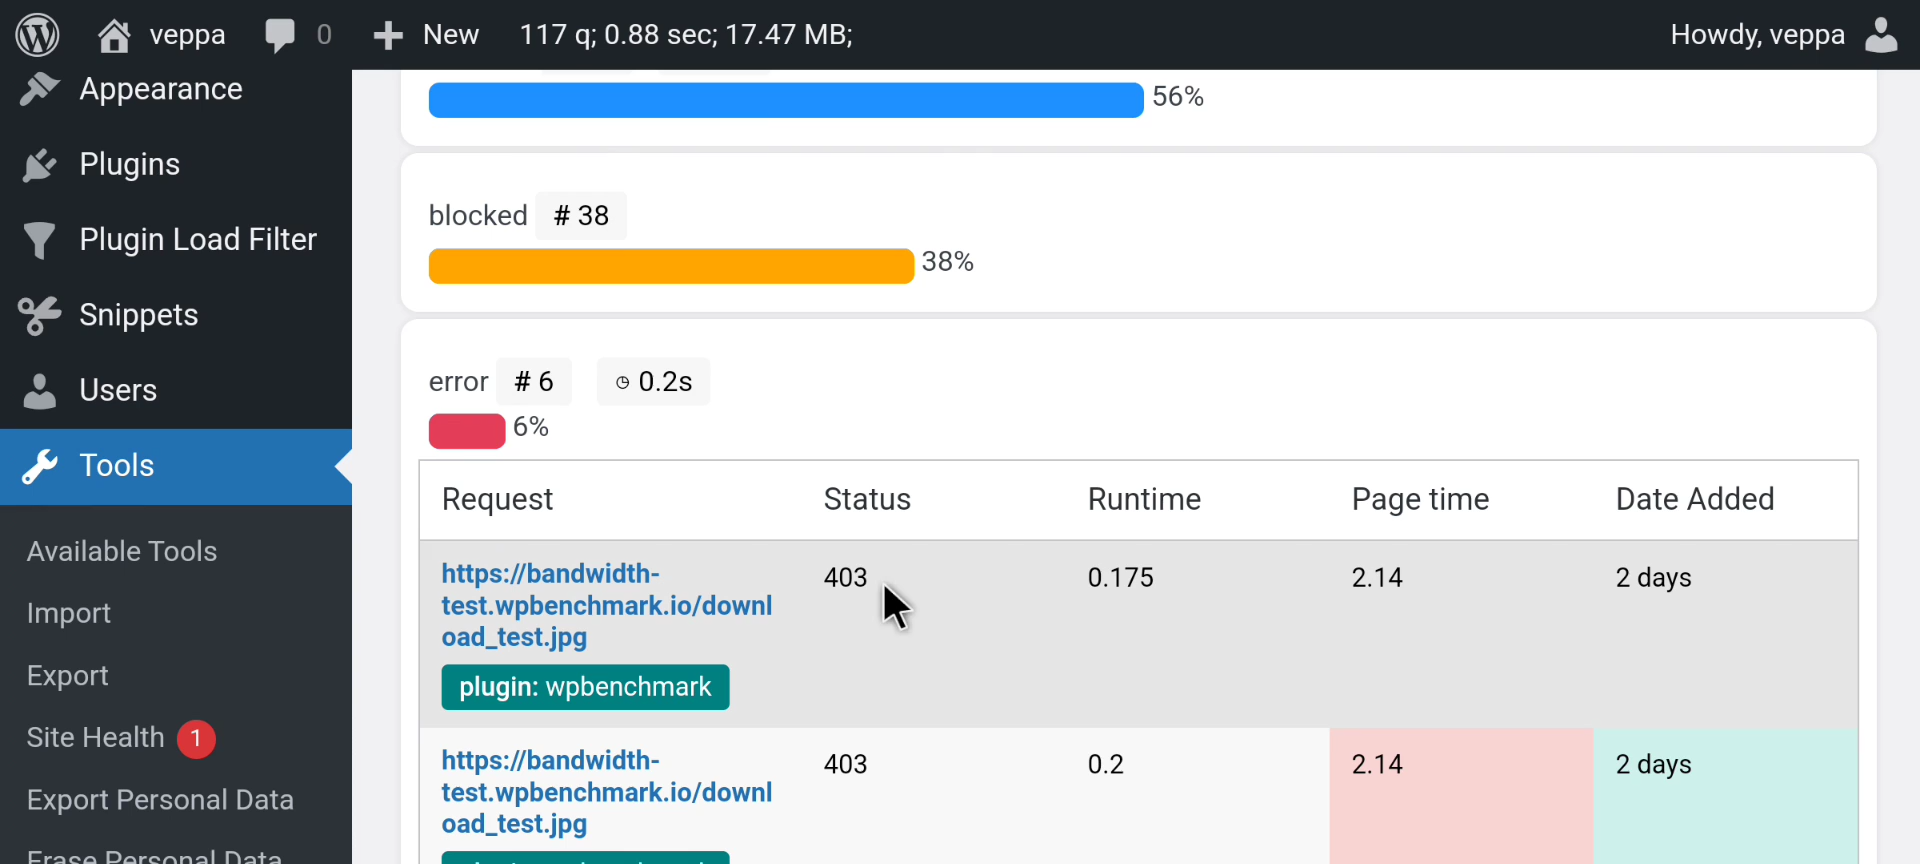 veppa 0 New 117 q; 0.88 sec; 17.47 MB; Howdy, veppa
Appearance
Plugins
Plugin Load Filter
Snippets
Users
Tools
Available Tools
Import
Export
Site Health 1
Export Personal Data
Erase Personal Data
56%
blocked # 38
38%
error # 6 0.2s
6%
Request Status Runtime Page time Date Added
https://bandwidth-
test.wpbenchmark.io/downl
oad_test.jpg
403 0.175 2.14 2 days
plugin: wpbenchmark
https://bandwidth-
test.wpbenchmark.io/downl
oad_test.jpg
403 0.2 2.14 2 days